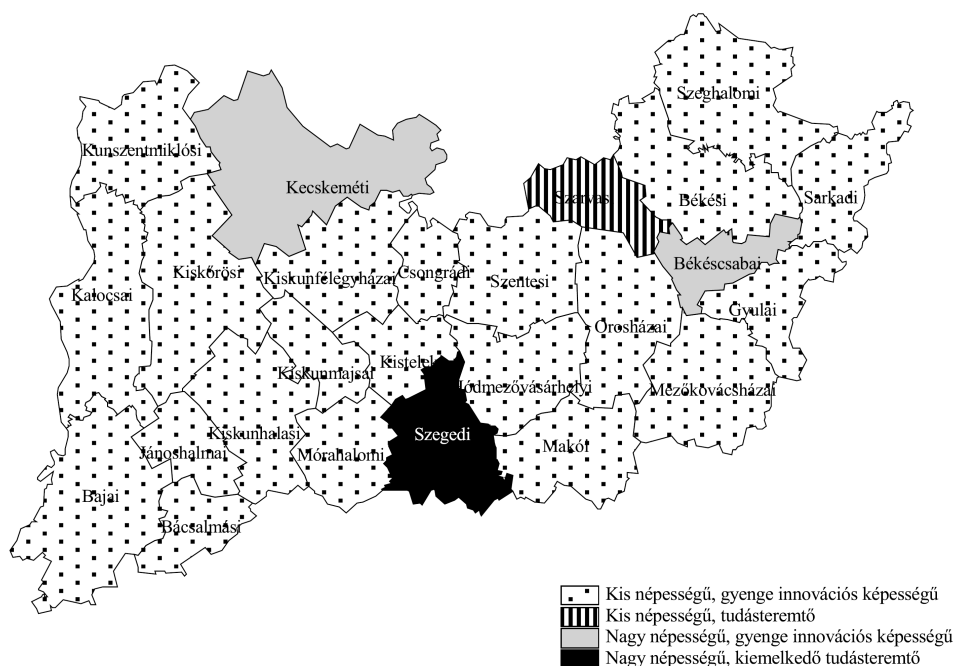 Szeghalomi
Kunszentmiklósi
Kecskeméti
Szarvas
Békési
Sarkadi
Kiskőrösi
Kiskunfélegyházai
Csongrádi
Szentesi
Békéscsabai
Kalocsai
Gyulai
Orosházai
Kistelek
Kiskunmajsai
Hódmezővásárhelyi
Mezőkovácsházai
Kiskunhalasi
Szegedi
Jánoshalmai
Mórahalomi
Makói
Bajai
Bácsalmási
Kis népességű, gyenge innovációs képességű
Kis népességű, tudásteremtő
Nagy népességű, gyenge innovációs képességű
Nagy népességű, kiemelkedő tudásteremtő